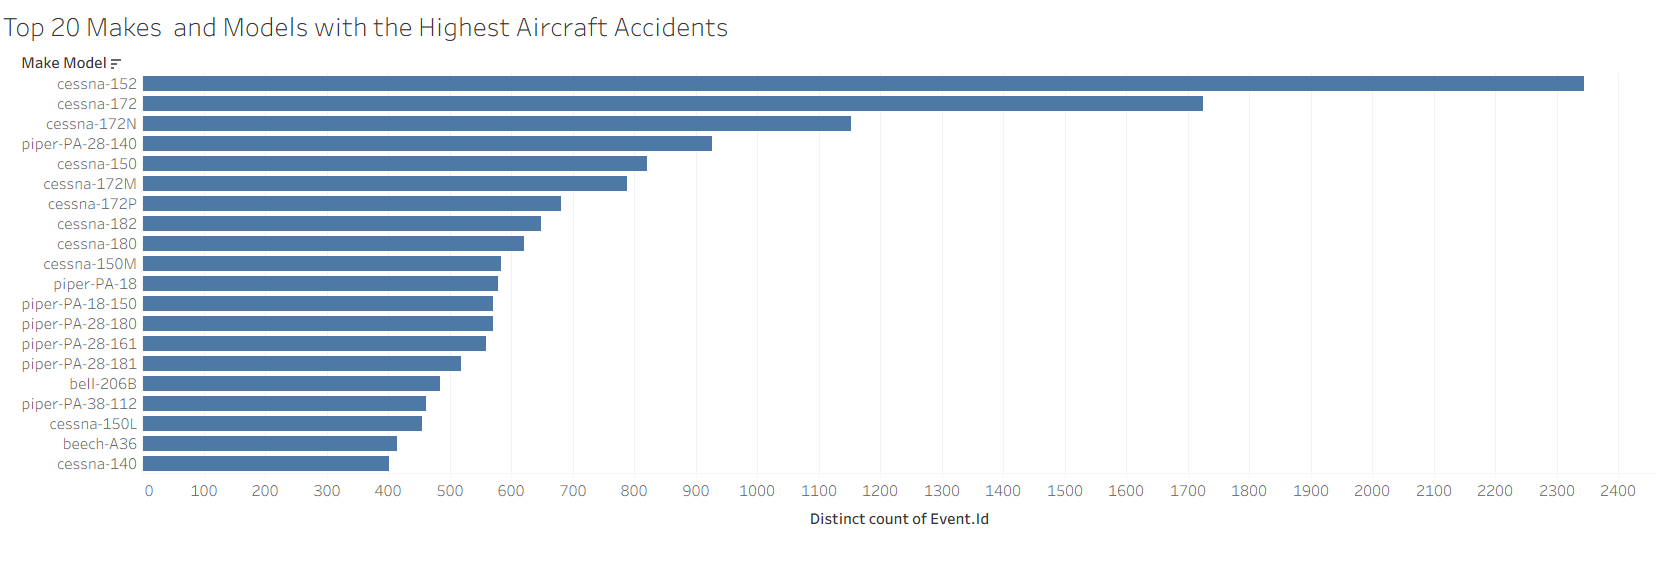 Top 20 Makes  and Models with the Highest Aircraft Accidents
Make Model
cessna-152
cessna-172
cessna-172N
piper-PA-28-140
cessna-150
cessna-172M
cessna-172P
cessna-182
cessna-180
cessna-150M
piper-PA-18
piper-PA-18-150
piper-PA-28-180
piper-PA-28-161
piper-PA-28-181
bell-206B
piper-PA-38-112
cessna-150L
beech-A36
cessna-140
0 100 200 300 400 500 600 700 800 900 1000 1100 1200 1300 1400 1500 1600 1700 1800 1900 2000 2100 2200 2300 2400
Distinct count of Event.Id